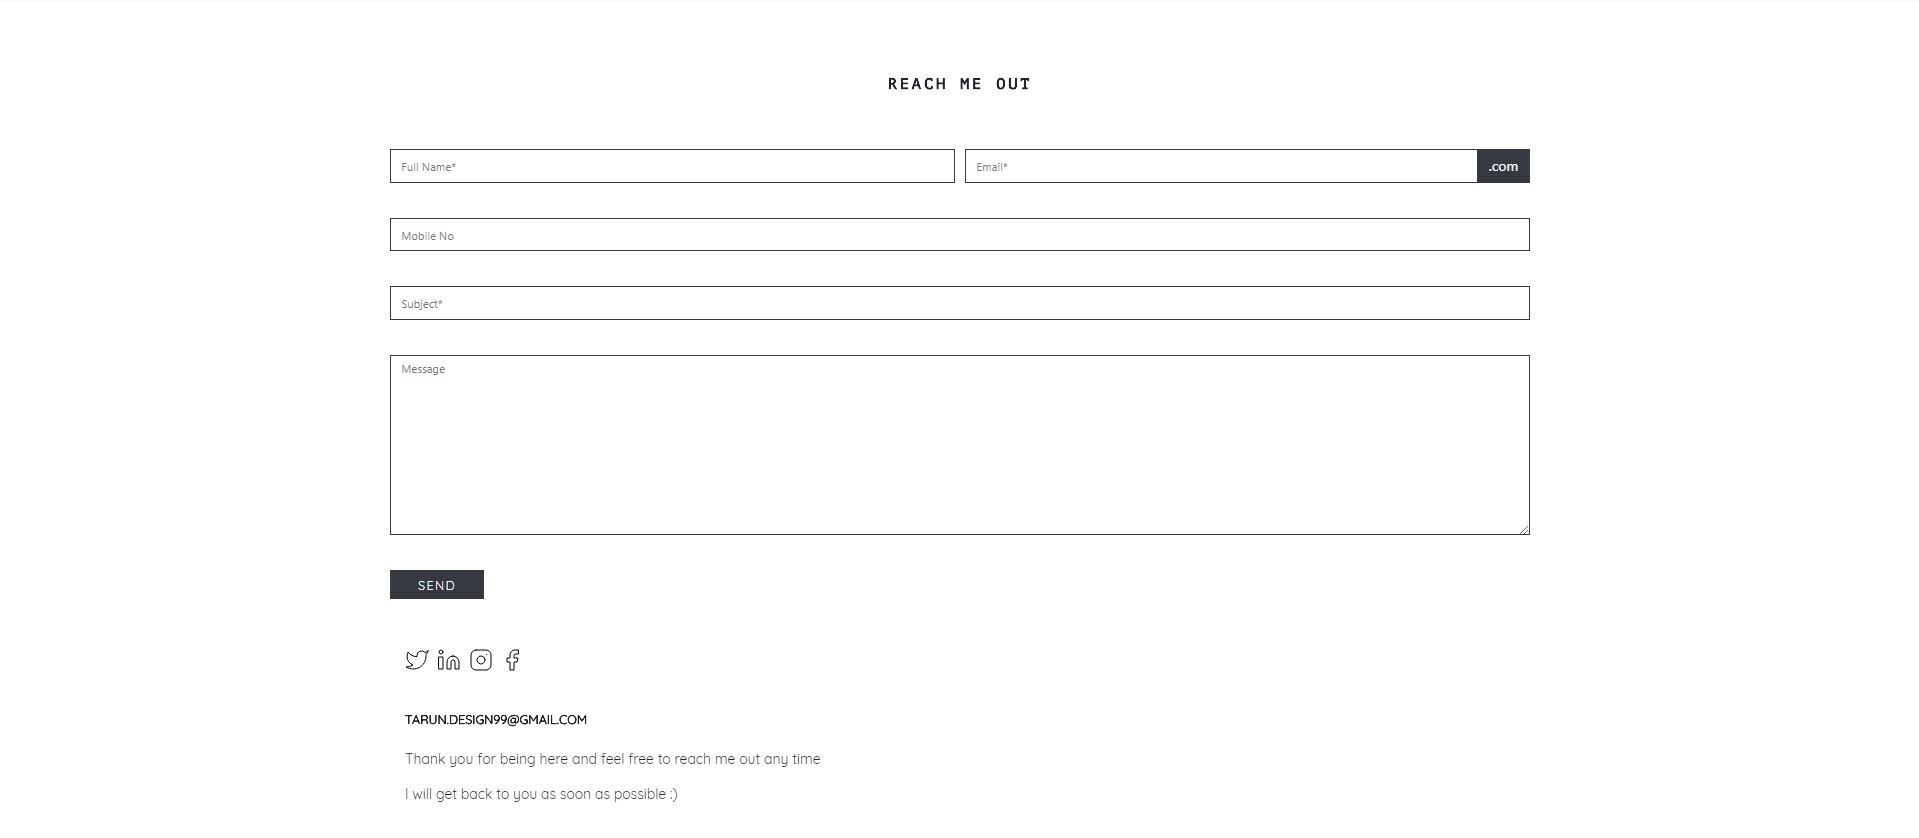 REACH ME OUT
Full Name*
Email*
.com
Mobile No
Subject*
Message
SEND
TARUN.DESIGN99@GMAIL.COM
Thank you for being here and feel free to reach me out any time
I will get back to you as soon as possible :)